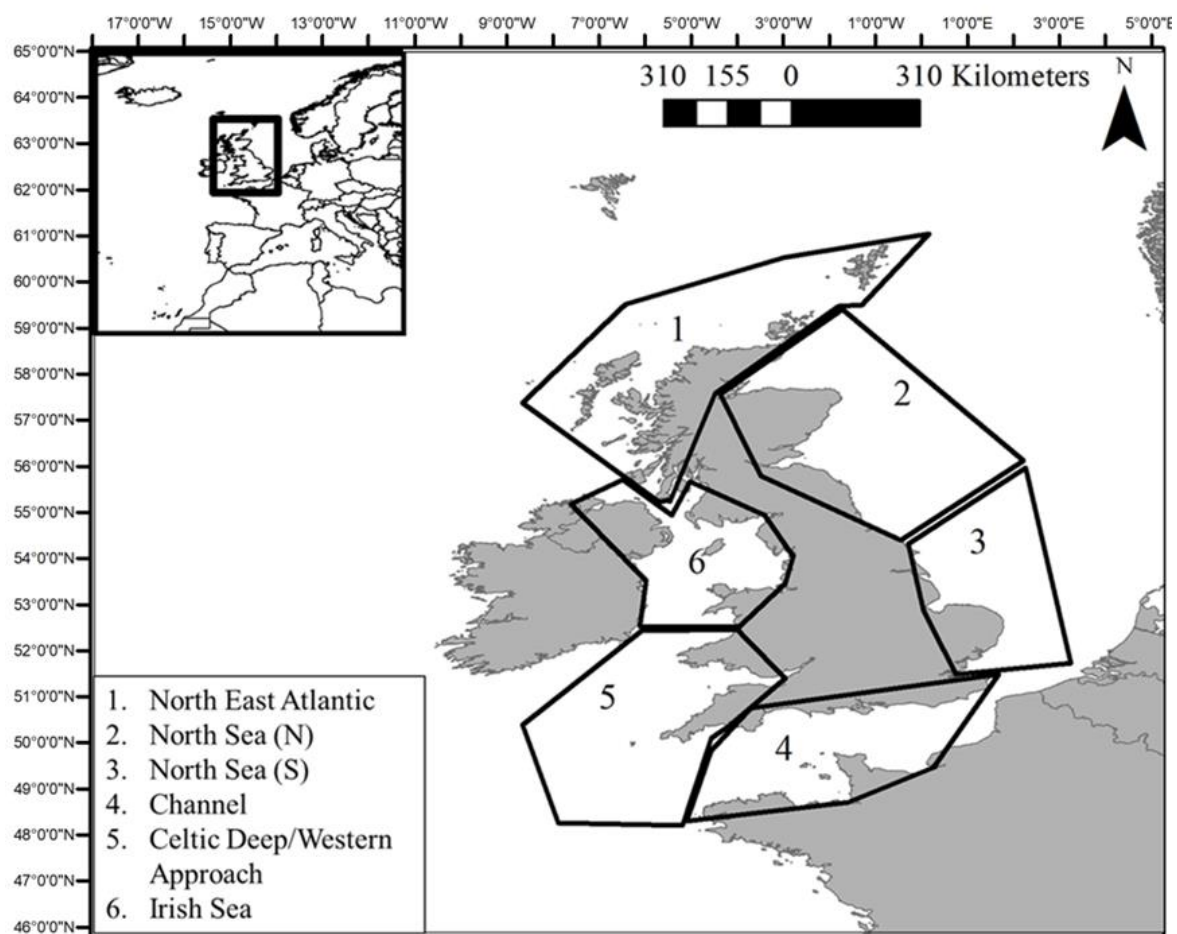 17°0'0"W 15°0'0"W 13°0'0"W 11°0'0"W 9°0'0"W 7°0'0"W 5°0'0"W 3°0'0"W 1°0'0"W 1°0'0"E 3°0'0"E 5°0'0"E
65°0'0"N
64°0'0"N
63°0'0"N
62°0'0"N
61°0'0"N
60°0'0"N
59°0'0"N
58°0'0"N
57°0'0"N
56°0'0"N
55°0'0"N
54°0'0"N
53°0'0"N
52°0'0"N
51°0'0"N
50°0'0"N
49°0'0"N
48°0'0"N
47°0'0"N
46°0'0"N
310 155 0 310 Kilometers
N
1
2
3
6
5
4
1. North East Atlantic
2. North Sea (N)
3. North Sea (S)
4. Channel
5. Celtic Deep/Western
Approach
6. Irish Sea